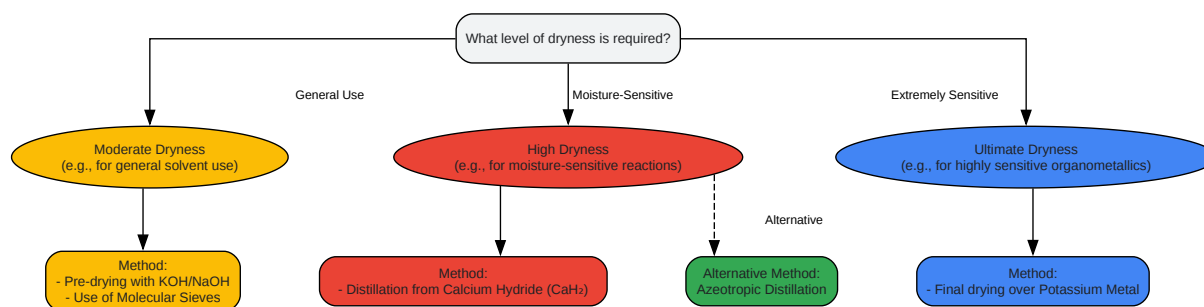 What level of dryness is required?
General Use
Moisture-Sensitive
Extremely Sensitive
Moderate Dryness
(e.g., for general solvent use)
High Dryness
(e.g., for moisture-sensitive reactions)
Ultimate Dryness
(e.g., for highly sensitive organometallics)
Alternative
Method:
- Pre-drying with KOH/NaOH
- Use of Molecular Sieves
Method:
- Distillation from Calcium Hydride (CaH₂)
Alternative Method:
Azeotropic Distillation
Method:
- Final drying over Potassium Metal